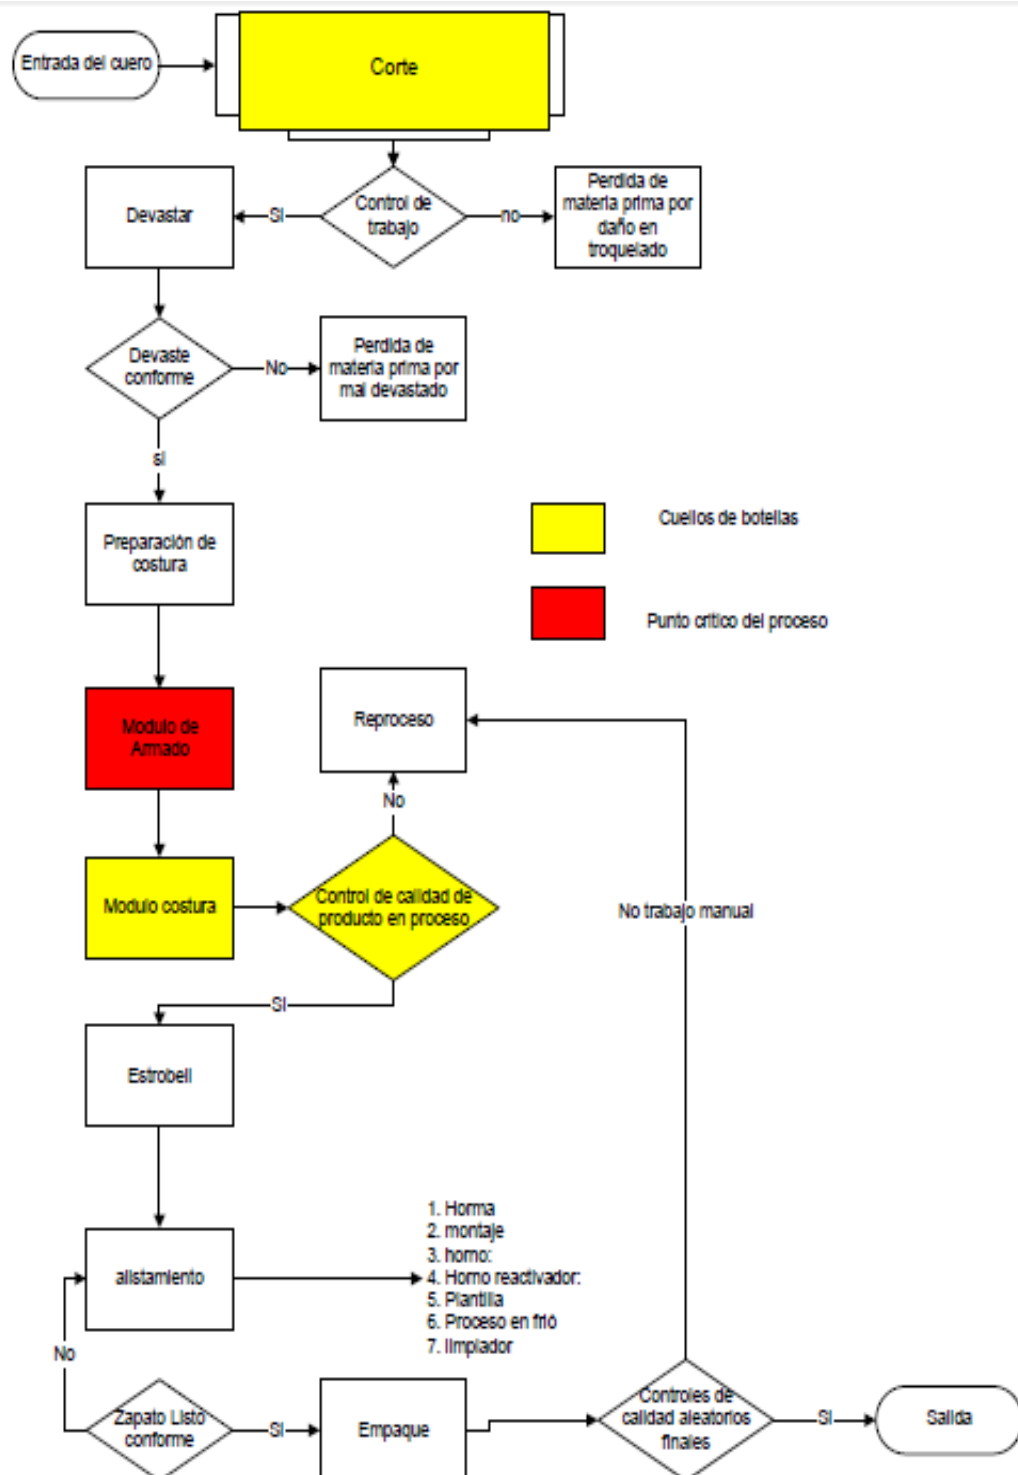 Entrada del cuero
Corte
Devastar
SI
Control de
trabajo
no
Perdida de
materia prima por
daño en
troquelado
Devaste
conforme
No
Perdida de
materia prima por
mal devastado
si
Preparación de
costura
Cuellos de botellas
Punto critico del proceso
Modulo de
Armado
Reproceso
No
Modulo costura
Control de calidad de
producto en proceso
No trabajo manual
SI
Estrobell
alistamiento
1. Horma
2. montaje
3. horno:
4. Horno reactivador:
5. Plantilla
6. Proceso en frió
7. limpiador
No
Zapato Listo
conforme
SI
Empaque
Controles de
calidad aleatorios
finales
SI
Salida